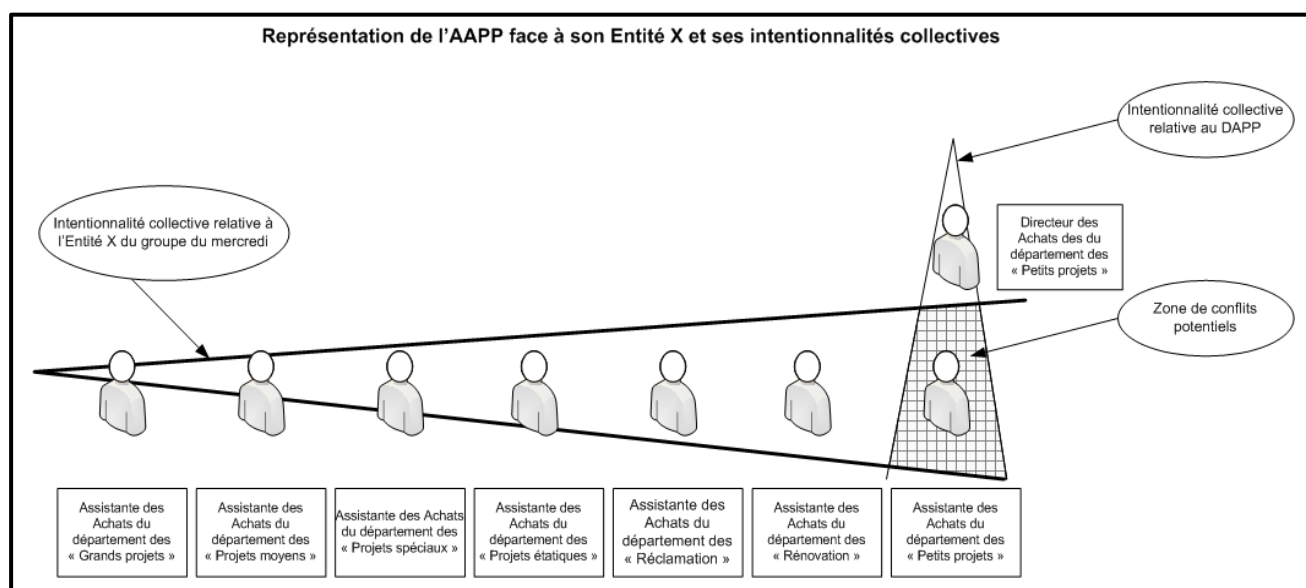 Représentation de l'AAPP face à son Entité X et ses intentionnalités collectives
Intentionnalité collective
relative au DAPP
Intentionnalité collective relative à
l'Entité X du groupe du mercredi
Directeur des
Achats des du
département des
« Petits projets »
Zone de conflits
potentiels
Assistante des
Achats du
département des
« Grands projets »
Assistante des
Achats du
département des
« Projets moyens »
Assistante des Achats
du département des
« Projets spéciaux »
Assistante des
Achats du
département des
« Projets étatiques »
Assistante des
Achats du
département des
« Réclamation »
Assistante des
Achats du
département des
« Rénovation »
Assistante des
Achats du
département des
« Petits projets »